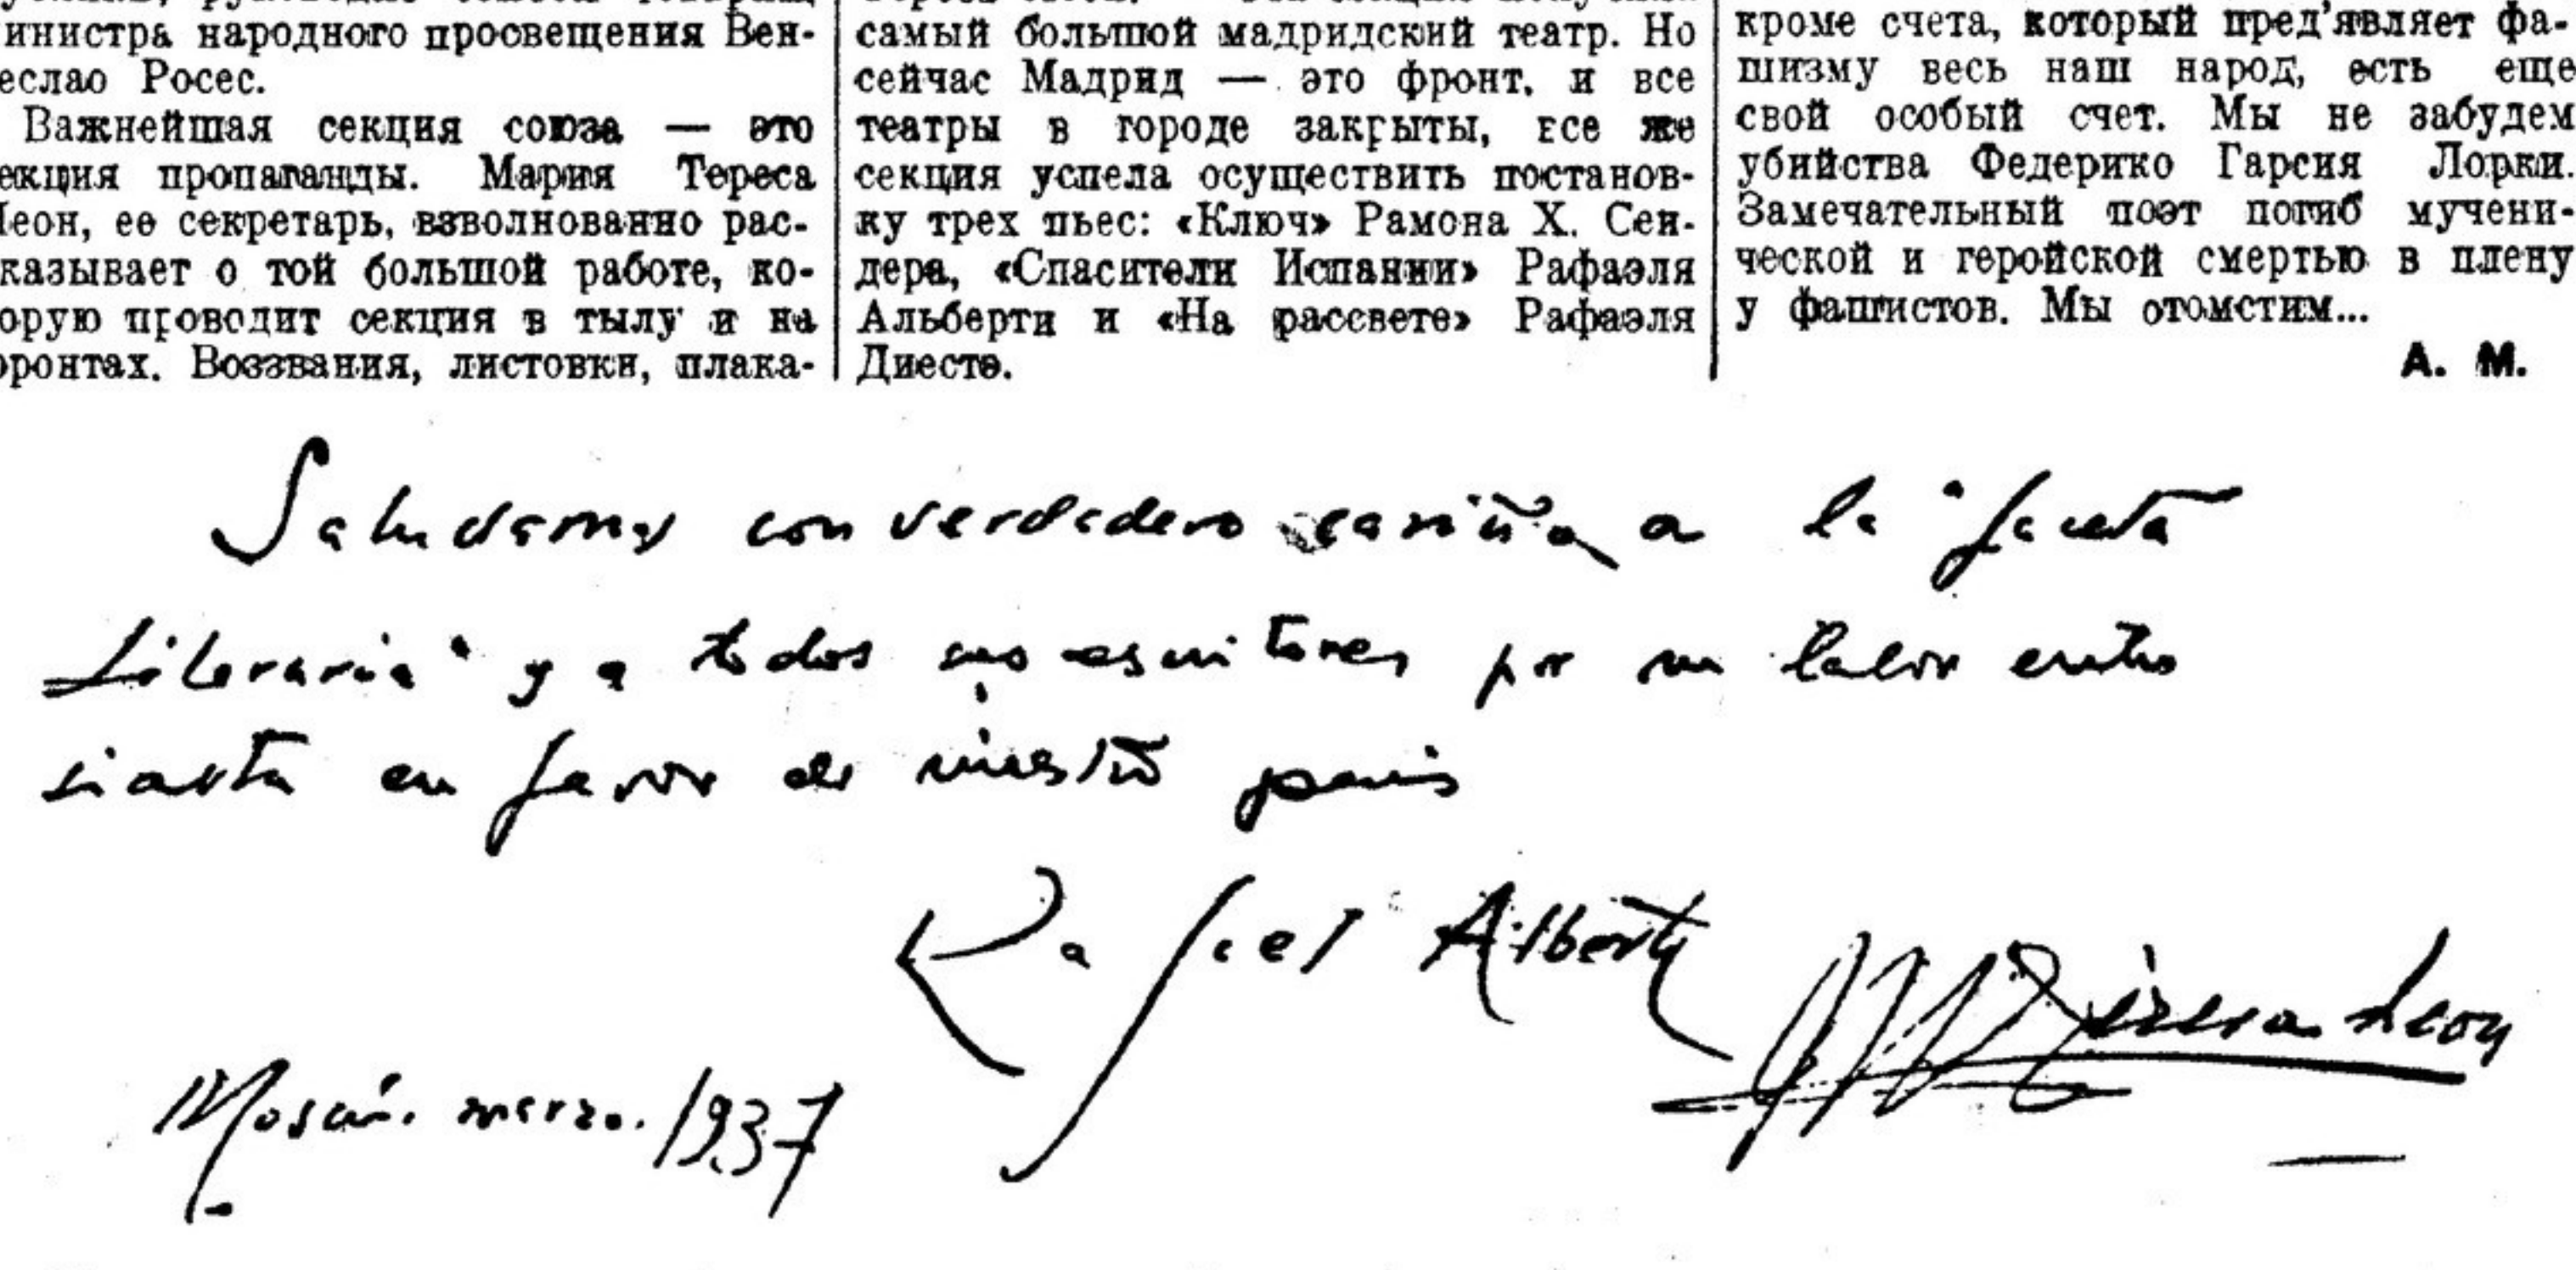 инистра народного просвещения Вен-
еслао Росес.
Важнейшая секция союза — это
екция пропаганды. Мария Тереса
Леон, ее секретарь, взволнованно рас-
казывает о той большой работе, ко-
орую проводит секция в тылу и на
фронтах. Воззвания, листовки, плака-
самый большой мадридский театр. Но
сейчас Мадрид — это фронт, и все
театры в городе закрыты, все же
секция успела осуществить постанов-
ку трех пьес: «Ключ» Рамона Х. Сен-
дера, «Спасители Испании» Рафаэля
Альберти и «На рассвете» Рафаэля
Диесте.
кроме счета, который пред'являет фа-
шизму весь наш народ, есть еще
свой особый счет. Мы не забудем
убийства Федерико Гарсия Лорки.
Замечательный поэт погиб мучени-
ческой и геройской смертью в плену
у фашистов. Мы отомстим...
А. М.
Saludamos con verdadero cariño a la "Gaceta
Literaria" y a todos sus escritores por su labor entu
siasta en favor de nuestro pais
Rafael Alberti
Mª Teresa Leon
Moscú. marzo. 1937